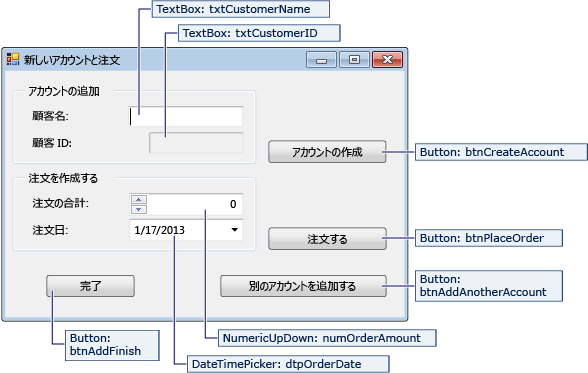 TextBox: txtCustomerName
TextBox: txtCustomerID
新しいアカウントと注文
アカウントの追加
顧客名:
顧客 ID:
アカウントの作成
Button: btnCreateAccount
注文を作成する
注文の合計:
0
注文日:
1/17/2013
注文する
Button: btnPlaceOrder
完了
別のアカウントを追加する
Button:
btnAddAnotherAccount
Button:
btnAddFinish
NumericUpDown: numOrderAmount
DateTimePicker: dtpOrderDate